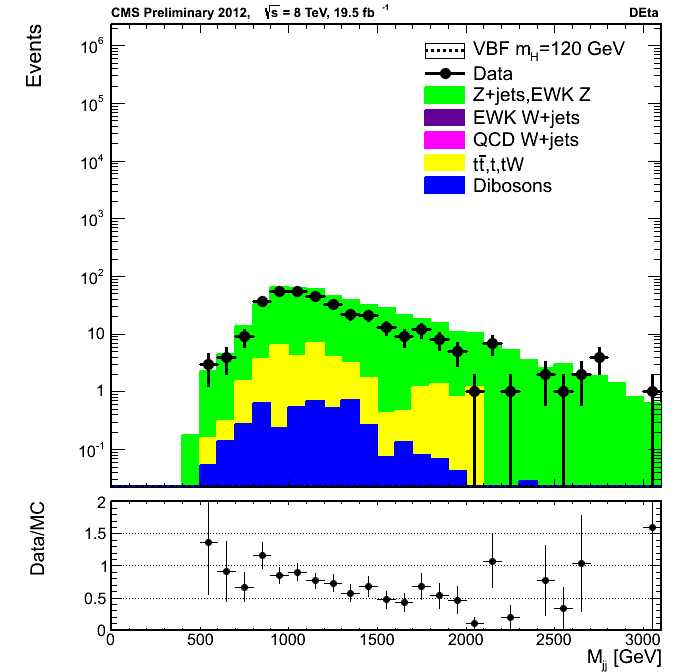 CMS Preliminary 2012, √s = 8 TeV, 19.5 fb⁻¹ DEta
Events
10⁶
10⁵
10⁴
10³
10²
10
1
10⁻¹
VBF m_H=120 GeV
Data
Z+jets,EWK Z
EWK W+jets
QCD W+jets
tt̅,t,tW
Dibosons
Data/MC
2
1.5
1
0.5
0
0 500 1000 1500 2000 2500 3000
M_jj [GeV]